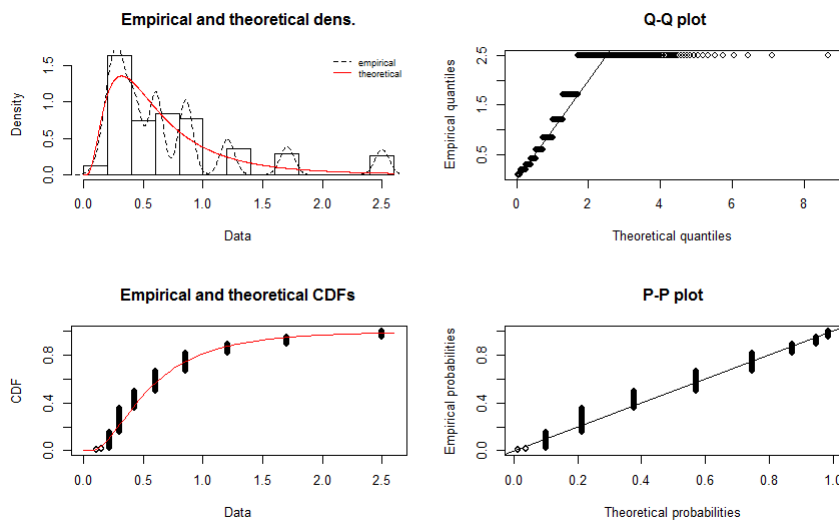 Empirical and theoretical dens.
empirical
theoretical
Density
0.0 0.5 1.0 1.5
0.0 0.5 1.0 1.5 2.0 2.5
Data
Q-Q plot
Empirical quantiles
0.5 1.5 2.5
0 2 4 6 8
Theoretical quantiles
Empirical and theoretical CDFs
CDF
0.0 0.4 0.8
0.0 0.5 1.0 1.5 2.0 2.5
Data
P-P plot
Empirical probabilities
0.0 0.4 0.8
0.0 0.2 0.4 0.6 0.8 1.0
Theoretical probabilities